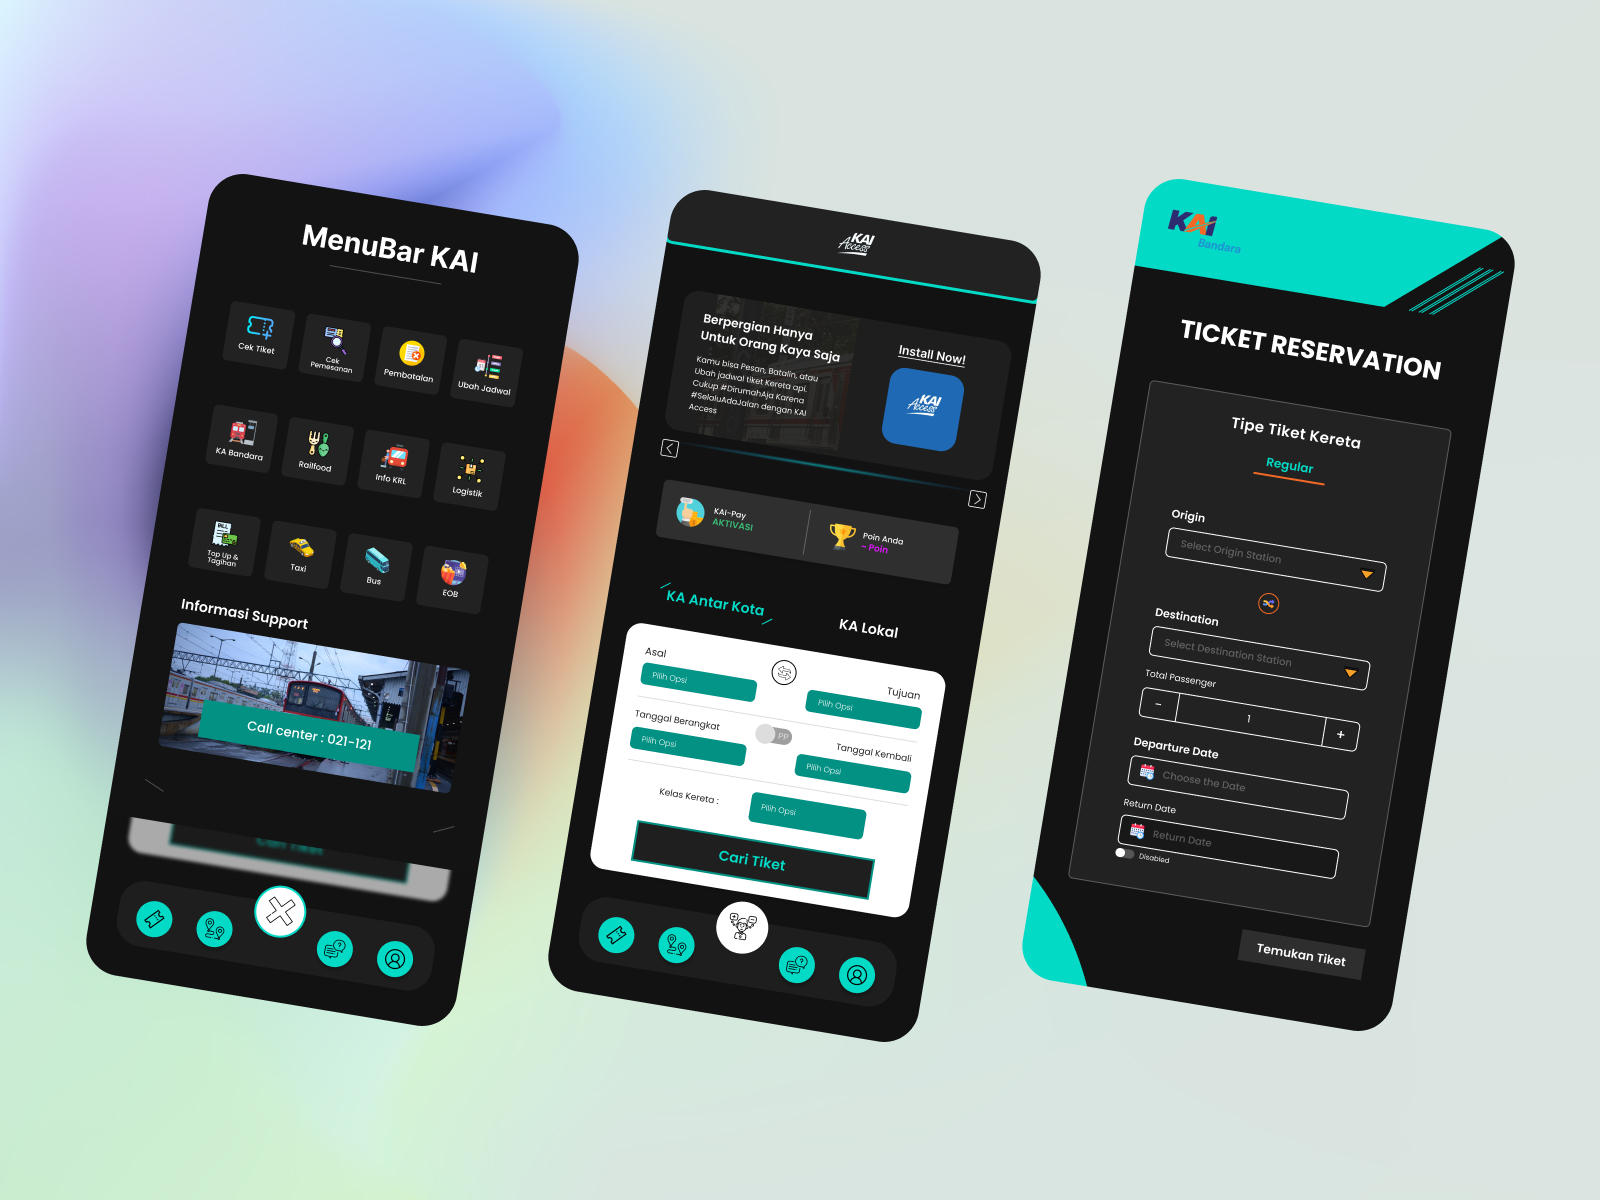 MenuBar KAI
Cek Tiket
Cek
Pemesanan
Pembatalan
Ubah Jadwal
KA Bandara
Railfood
Info KRL
Logistik
BILL
Top Up &
Tagihan
Taxi
Bus
EOB
Informasi Support
Call center : 021-121
Cari Tiket
KAI
Access
Berpergian Hanya
Untuk Orang Kaya Saja
Kamu bisa Pesan, Batalin, atau
Ubah jadwal tiket Kereta api.
Cukup #DirumahAja Karena
#SelaluAdaJalan dengan KAI
Access
Install Now!
KAI
Access
KAI-Pay
AKTIVASI
Poin Anda
- Poin
KA Antar Kota
KA Lokal
Asal
Pilih Opsi
Tujuan
Pilih Opsi
Tanggal Berangkat
Pilih Opsi
PP
Tanggal Kembali
Pilih Opsi
Kelas Kereta :
Pilih Opsi
Cari Tiket
KAI
Bandara
TICKET RESERVATION
Tipe Tiket Kereta
Regular
Origin
Select Origin Station
Destination
Select Destination Station
Total Passenger
- 1 +
Departure Date
Choose the Date
Return Date
Return Date
Disabled
Temukan Tiket